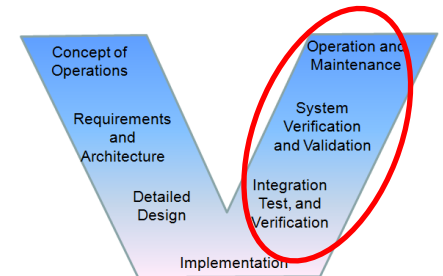 Concept of
Operations
Requirements
and
Architecture
Detailed
Design
Implementation
Integration
Test, and
Verification
System
Verification
and Validation
Operation and
Maintenance